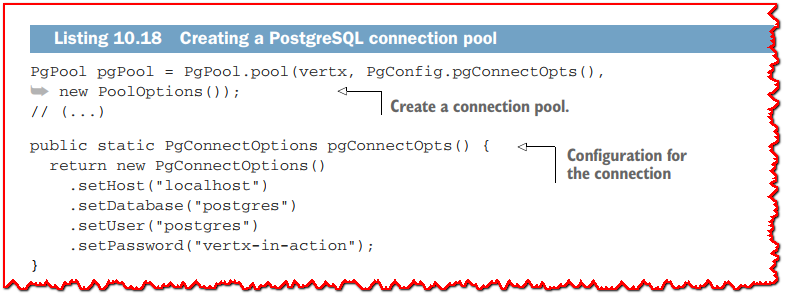 Listing 10.18 Creating a PostgreSQL connection pool
PgPool pgPool = PgPool.pool(vertx, PgConfig.pgConnectOpts(),
➥ new PoolOptions());
Create a connection pool.
// (...)
public static PgConnectOptions pgConnectOpts() {
Configuration for
the connection
return new PgConnectOptions()
.setHost("localhost")
.setDatabase("postgres")
.setUser("postgres")
.setPassword("vertx-in-action");
}